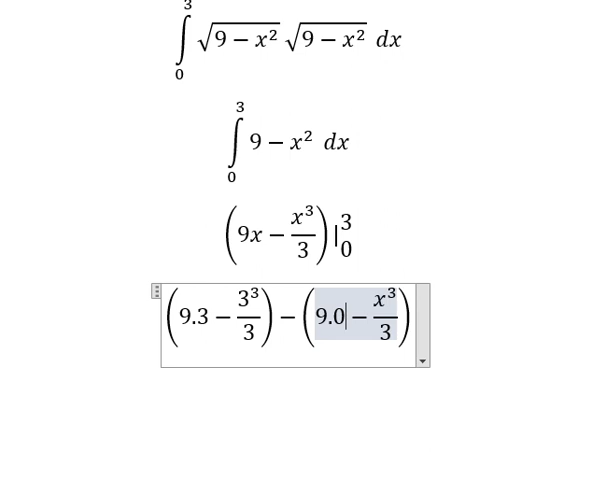 ∫₀³ √(9 − x²) √(9 − x²) dx
∫₀³ 9 − x² dx
(9x − x³/3) |₀³
(9.3 − 3³/3) − (9.0 − x³/3)